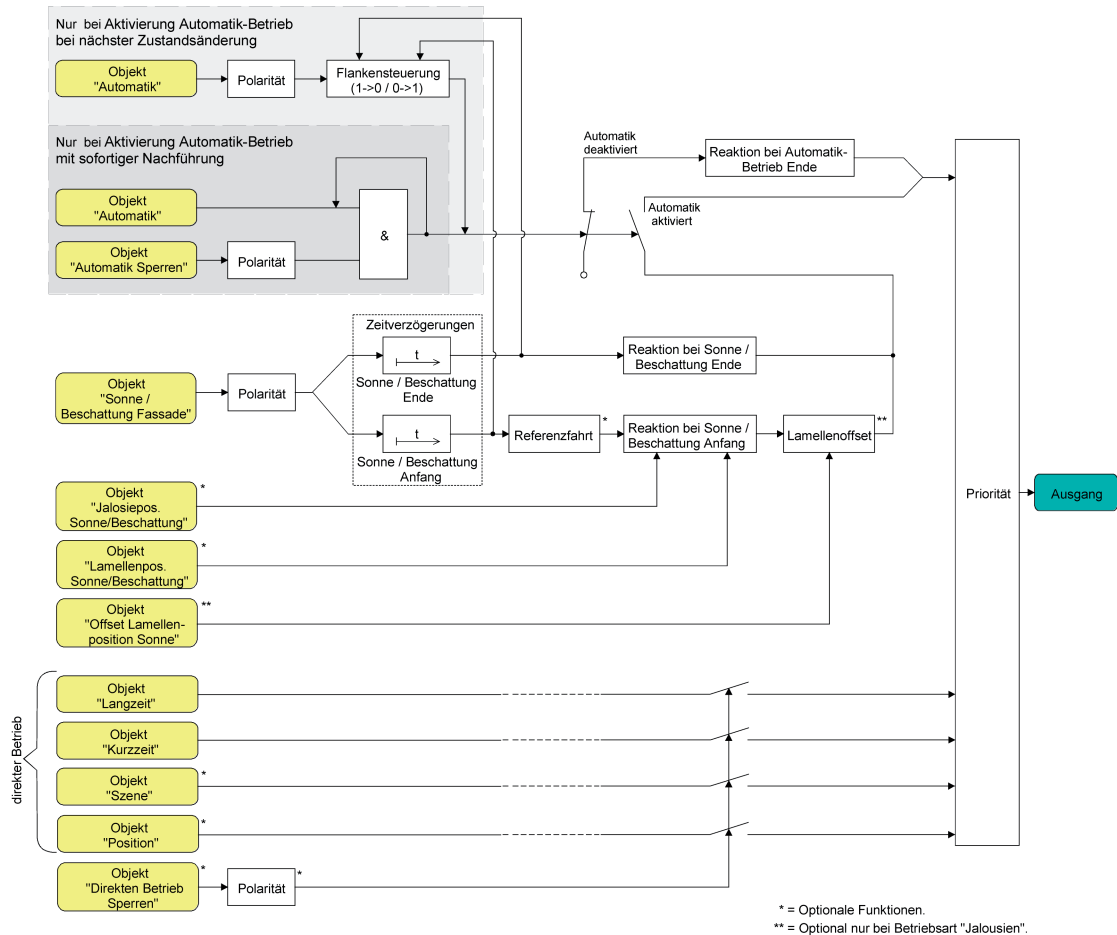 Nur bei Aktivierung Automatik-Betrieb
bei nächster Zustandsänderung
Objekt
"Automatik"
Polarität
Flankensteuerung
(1->0 / 0->1)
Nur bei Aktivierung Automatik-Betrieb
mit sofortiger Nachführung
Objekt
"Automatik"
&
Objekt
"Automatik Sperren"
Polarität
Automatik
deaktiviert
Reaktion bei Automatik-
Betrieb Ende
Automatik
aktiviert
Zeitverzögerungen
t
Sonne / Beschattung
Ende
Reaktion bei Sonne /
Beschattung Ende
Objekt
"Sonne /
Beschattung Fassade"
Polarität
t
Sonne / Beschattung
Anfang
Referenzfahrt
*
Reaktion bei Sonne /
Beschattung Anfang
Lamellenoffset
**
Objekt
"Jalosiepos.
Sonne/Beschattung"
*
Objekt
"Lamellenpos.
Sonne/Beschattung"
*
Objekt
"Offset Lamellen-
position Sonne"
**
Priorität
Ausgang
direkter Betrieb
Objekt
"Langzeit"
Objekt
"Kurzzeit"
Objekt
"Szene"
*
Objekt
"Position"
*
Objekt
"Direkten Betrieb
Sperren"
*
Polarität
*
* = Optionale Funktionen.
** = Optional nur bei Betriebsart "Jalousien".